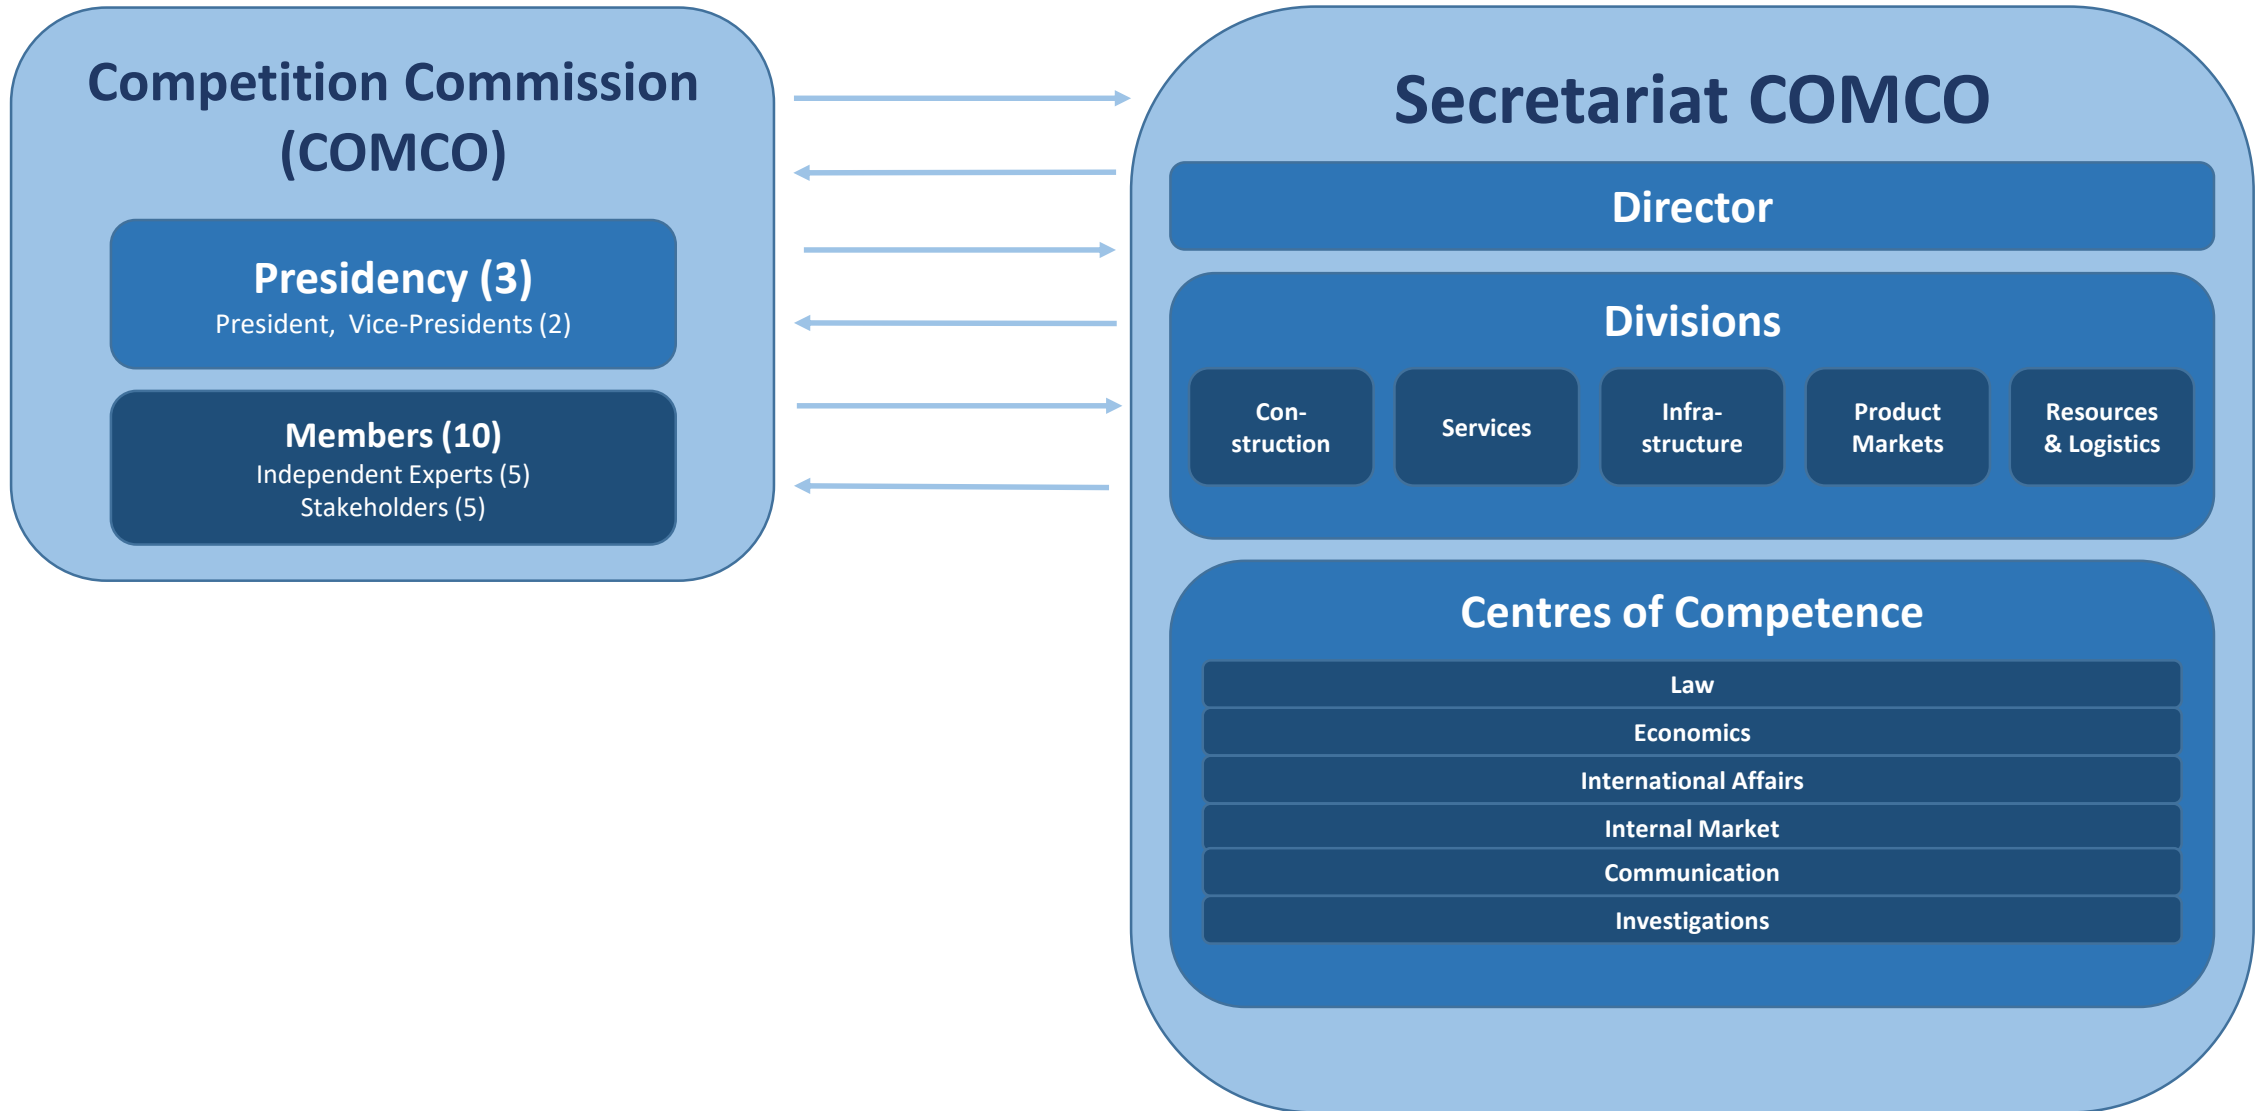 Competition Commission
(COMCO)
Presidency (3)
President, Vice-Presidents (2)
Members (10)
Independent Experts (5)
Stakeholders (5)
Secretariat COMCO
Director
Divisions
Con-
struction
Services
Infra-
structure
Product
Markets
Resources
& Logistics
Centres of Competence
Law
Economics
International Affairs
Internal Market
Communication
Investigations